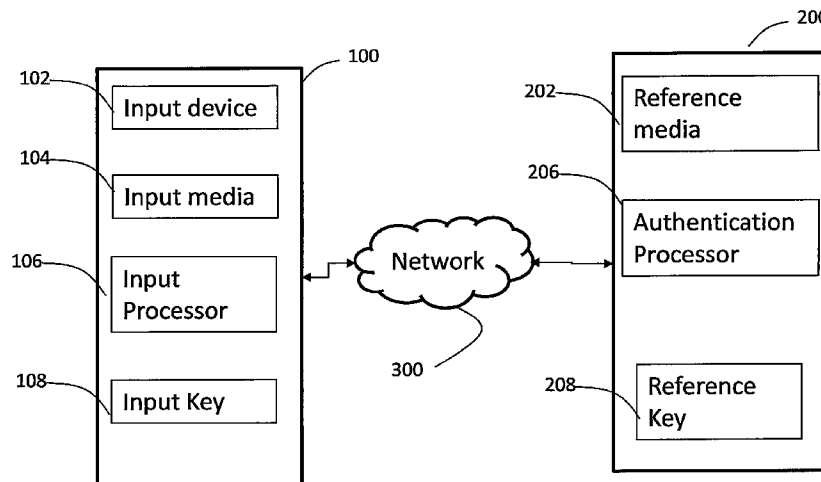 100
102
Input device
104
Input media
106
Input
Processor
108
Input Key
Network
300
200
202
Reference
media
206
Authentication
Processor
208
Reference
Key